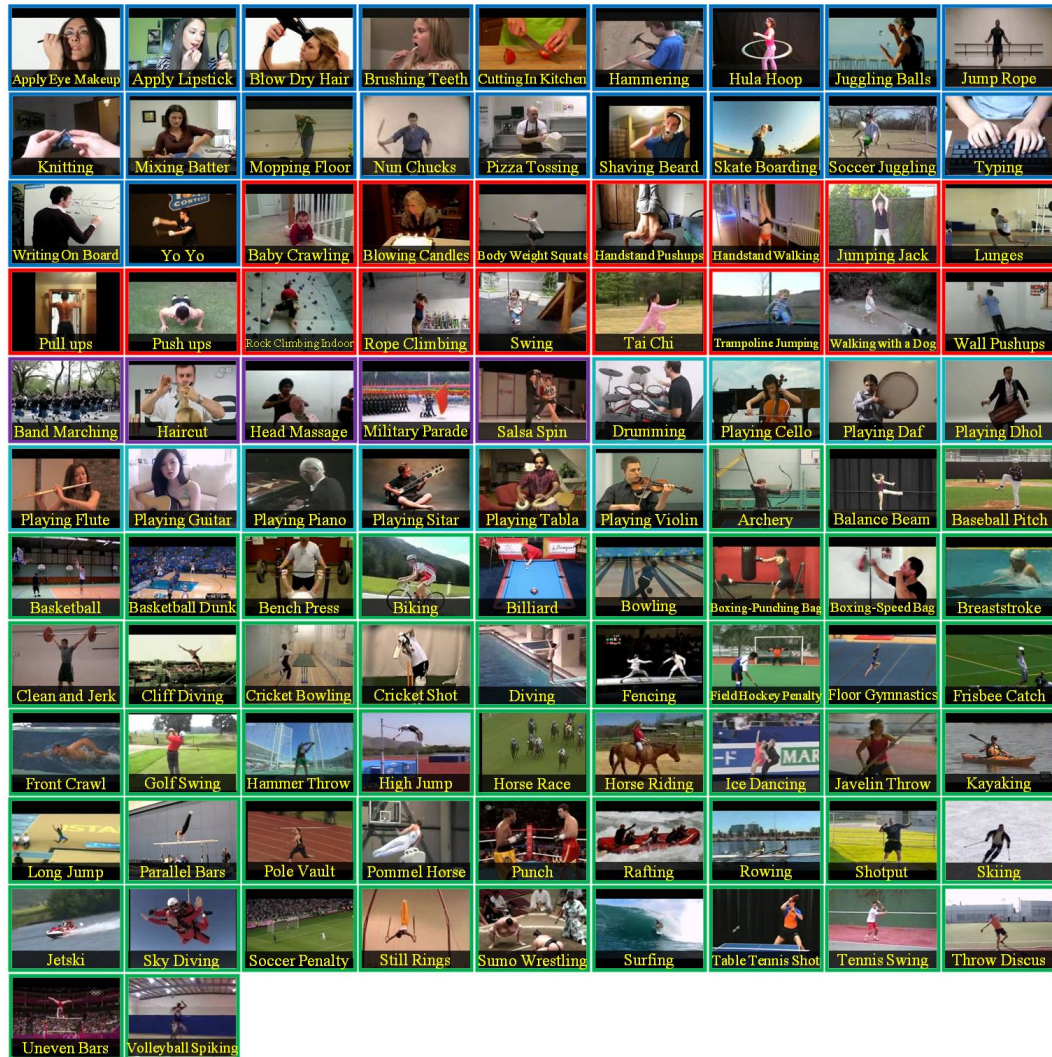 Apply Eye Makeup
Apply Lipstick
Blow Dry Hair
Brushing Teeth
Cutting In Kitchen
Hammering
Hula Hoop
Juggling Balls
Jump Rope
Knitting
Mixing Batter
Mopping Floor
Nun Chucks
Pizza Tossing
Shaving Beard
Skate Boarding
Soccer Juggling
Typing
Writing On Board
CONTEST
Yo Yo
Baby Crawling
Blowing Candles
Body Weight Squats
Handstand Pushups
Handstand Walking
Jumping Jack
Lunges
Pull ups
Push ups
Rock Climbing Indoor
Rope Climbing
Swing
Tai Chi
Trampoline Jumping
Walking with a Dog
Wall Pushups
Band Marching
Haircut
Head Massage
Military Parade
Salsa Spin
Drumming
Playing Cello
Playing Daf
Playing Dhol
Playing Flute
Playing Guitar
Playing Piano
Playing Sitar
Playing Tabla
Playing Violin
Archery
Balance Beam
Baseball Pitch
Basketball
Basketball Dunk
Bench Press
Biking
Billiard
Bowling
Boxing-Punching Bag
Boxing-Speed Bag
Breaststroke
Clean and Jerk
Cliff Diving
Cricket Bowling
Cricket Shot
Diving
Fencing
Field Hockey Penalty
Floor Gymnastics
Frisbee Catch
Front Crawl
Golf Swing
Hammer Throw
High Jump
Horse Race
Horse Riding
MAR
Ice Dancing
Javelin Throw
Kayaking
Long Jump
Parallel Bars
Pole Vault
Pommel Horse
Punch
Rafting
Rowing
Shotput
Skiing
Jetski
Sky Diving
Soccer Penalty
Still Rings
Sumo Wrestling
Surfing
Table Tennis Shot
Tennis Swing
Throw Discus
Uneven Bars
Volleyball Spiking